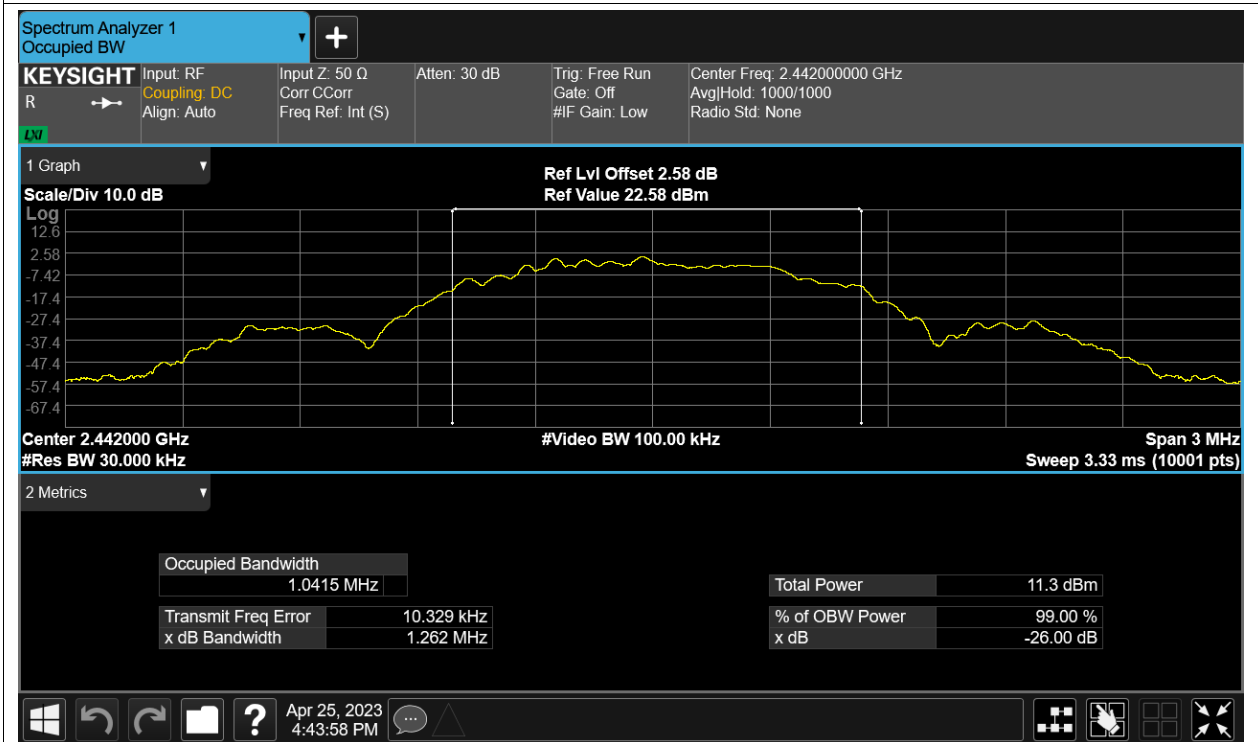 Spectrum Analyzer 1
Occupied BW
+
KEYSIGHT
R
LXI
Input: RF
Coupling: DC
Align: Auto
Input Z: 50 Ω
Corr CCorr
Freq Ref: Int (S)
Atten: 30 dB
Trig: Free Run
Gate: Off
#IF Gain: Low
Center Freq: 2.442000000 GHz
Avg|Hold: 1000/1000
Radio Std: None
1 Graph
Scale/Div 10.0 dB
Ref Lvl Offset 2.58 dB
Ref Value 22.58 dBm
Log
12.6
2.58
-7.42
-17.4
-27.4
-37.4
-47.4
-57.4
-67.4
Center 2.442000 GHz
#Video BW 100.00 kHz
Span 3 MHz
#Res BW 30.000 kHz
Sweep 3.33 ms (10001 pts)
2 Metrics
Occupied Bandwidth
1.0415 MHz
Transmit Freq Error 10.329 kHz
x dB Bandwidth 1.262 MHz
Total Power 11.3 dBm
% of OBW Power 99.00 %
x dB -26.00 dB
?
Apr 25, 2023
4:43:58 PM